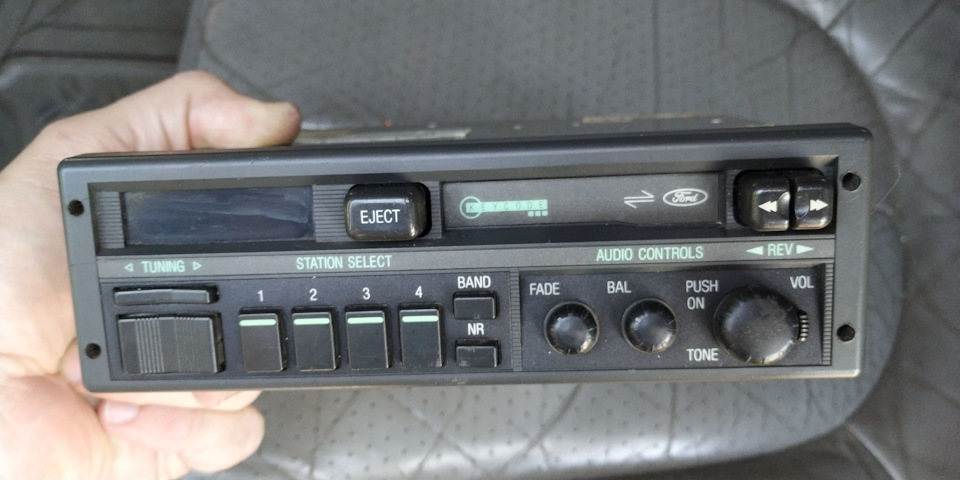 EJECT
KEYCODE
Ford
TUNING
STATION SELECT
AUDIO CONTROLS
REV
1 2 3 4
BAND
NR
FADE
BAL
PUSH
ON
VOL
TONE